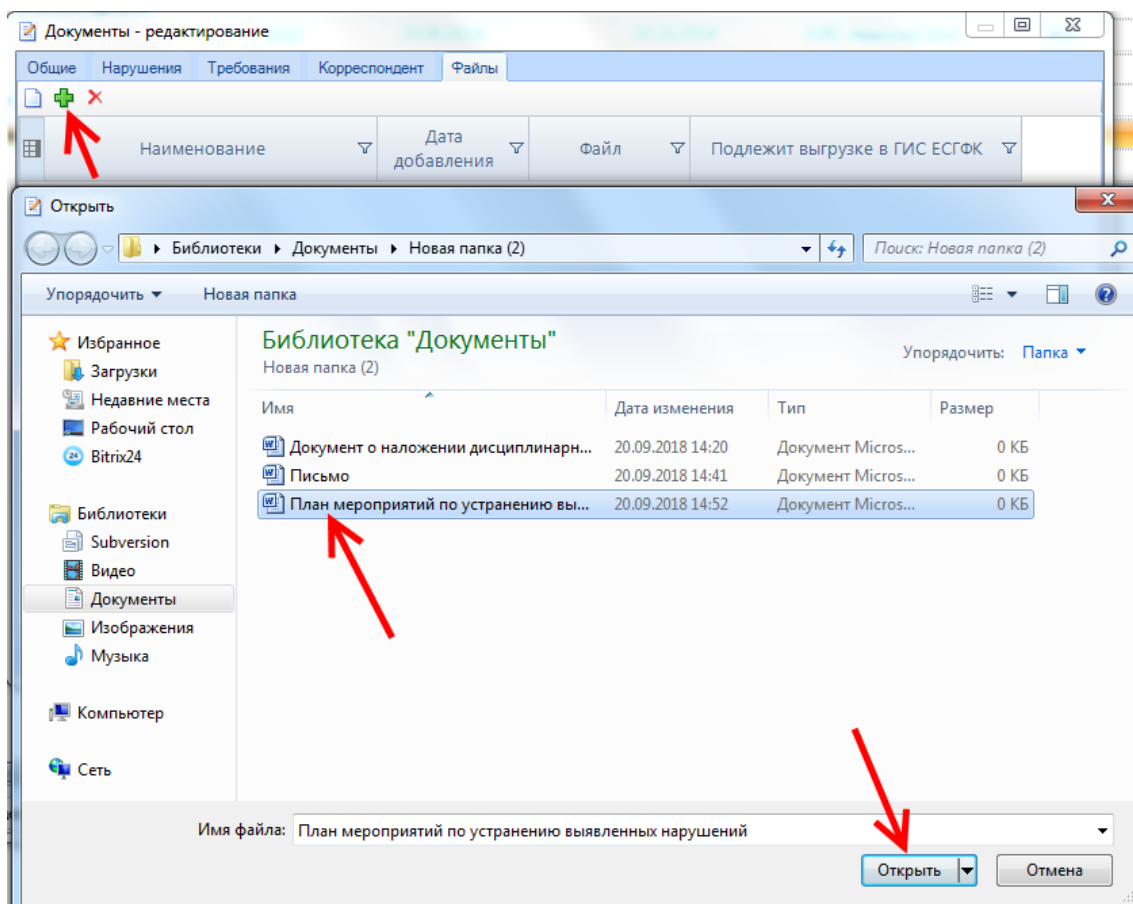 Документы - редактирование
Общие Нарушения Требования Корреспондент Файлы
Наименование Дата добавления Файл Подлежит выгрузке в ГИС ЕСГФК
Открыть
Библиотеки Документы Новая папка (2) Поиск: Новая папка (2)
Упорядочить Новая папка
Избранное
Загрузки
Недавние места
Рабочий стол
24 Bitrix24
Библиотеки
Subversion
Видео
Документы
Изображения
Музыка
Компьютер
Сеть
Библиотека "Документы"
Новая папка (2)
Упорядочить: Папка
Имя Дата изменения Тип Размер
Документ о наложении дисциплинарн... 20.09.2018 14:20 Документ Micros... 0 КБ
Письмо 20.09.2018 14:41 Документ Micros... 0 КБ
План мероприятий по устранению вы... 20.09.2018 14:52 Документ Micros... 0 КБ
Имя файла: План мероприятий по устранению выявленных нарушений
Открыть Отмена